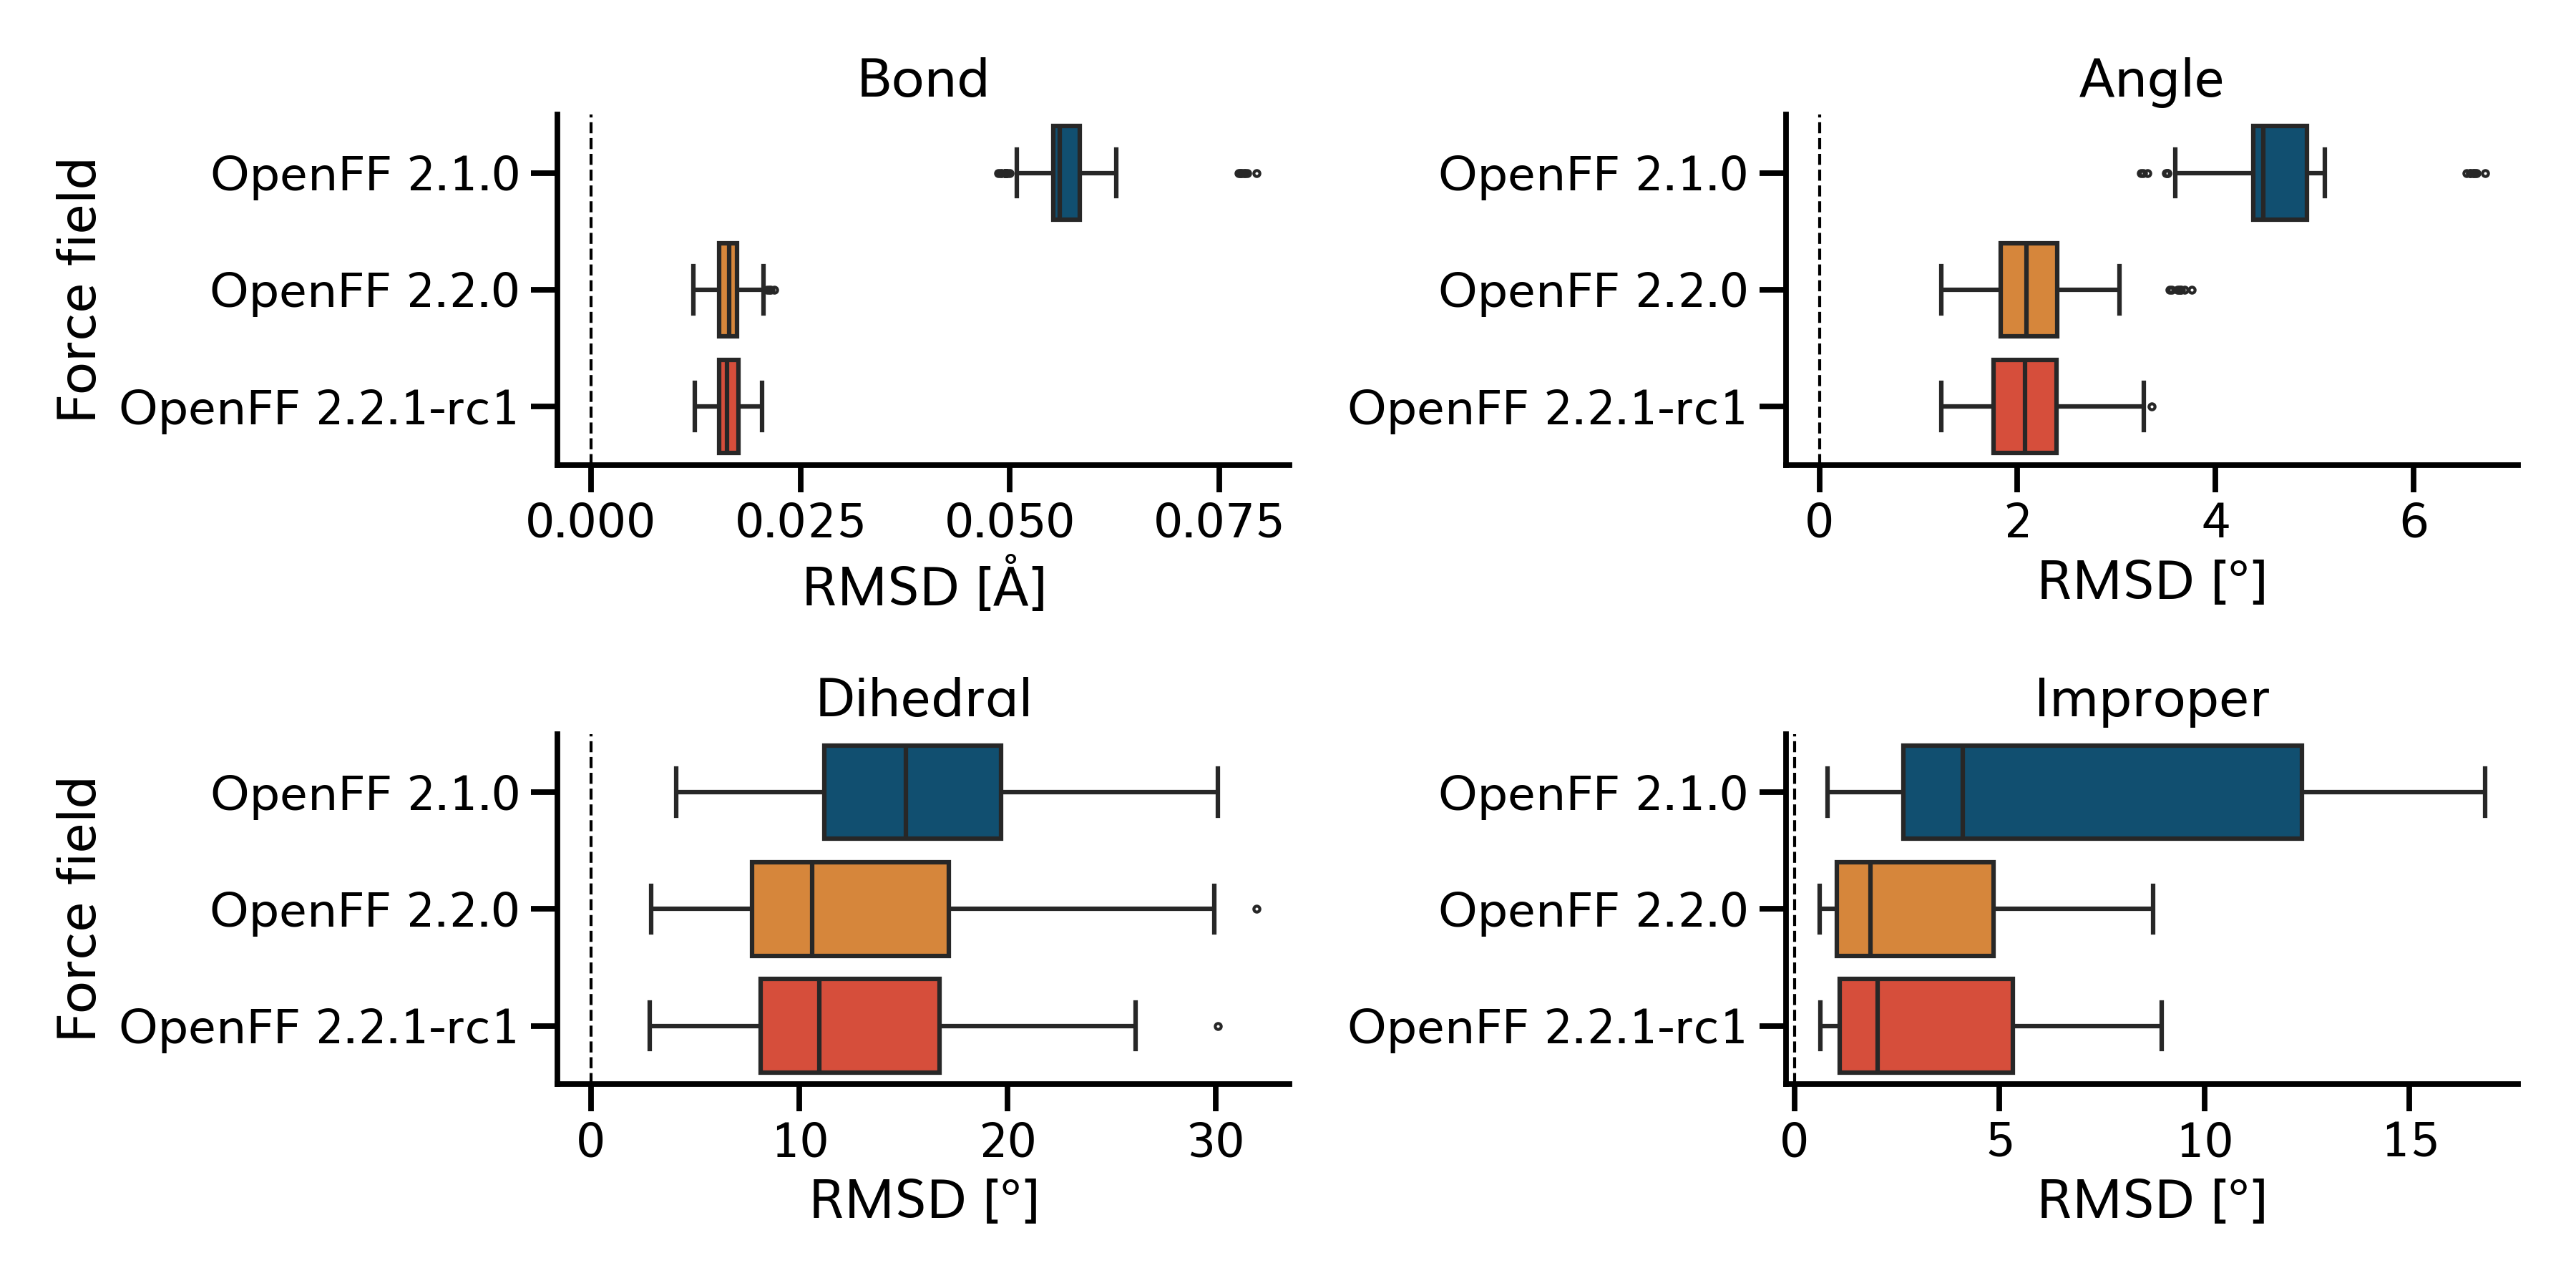 Bond
Force field
OpenFF 2.1.0
OpenFF 2.2.0
OpenFF 2.2.1-rc1
0.000 0.025 0.050 0.075
RMSD [Å]
Angle
OpenFF 2.1.0
OpenFF 2.2.0
OpenFF 2.2.1-rc1
0 2 4 6
RMSD [°]
Dihedral
Force field
OpenFF 2.1.0
OpenFF 2.2.0
OpenFF 2.2.1-rc1
0 10 20 30
RMSD [°]
Improper
OpenFF 2.1.0
OpenFF 2.2.0
OpenFF 2.2.1-rc1
0 5 10 15
RMSD [°]